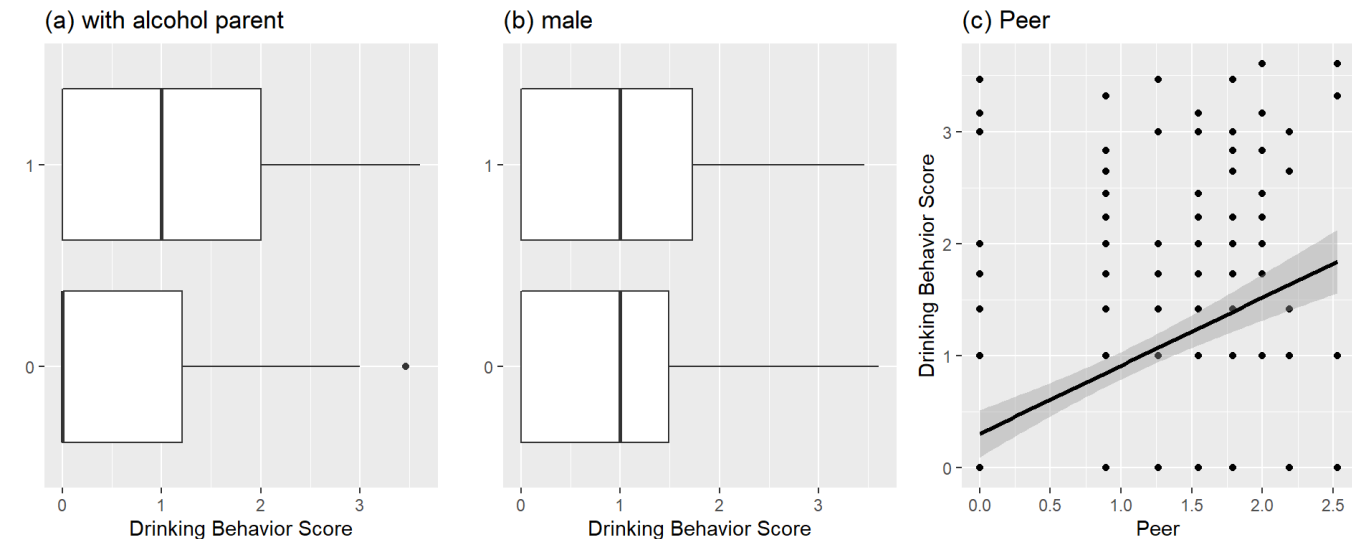 (a) with alcohol parent
1
0
0 1 2 3
Drinking Behavior Score
(b) male
1
0
0 1 2 3
Drinking Behavior Score
(c) Peer
Drinking Behavior Score
3
2
1
0
0.0 0.5 1.0 1.5 2.0 2.5
Peer